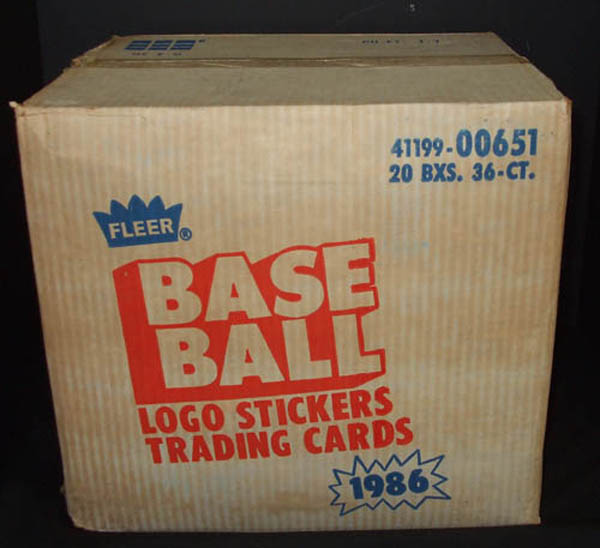 41199-00651
20 BXS. 36-CT.
FLEER®
BASE
BALL
LOGO STICKERS
TRADING CARDS
1986